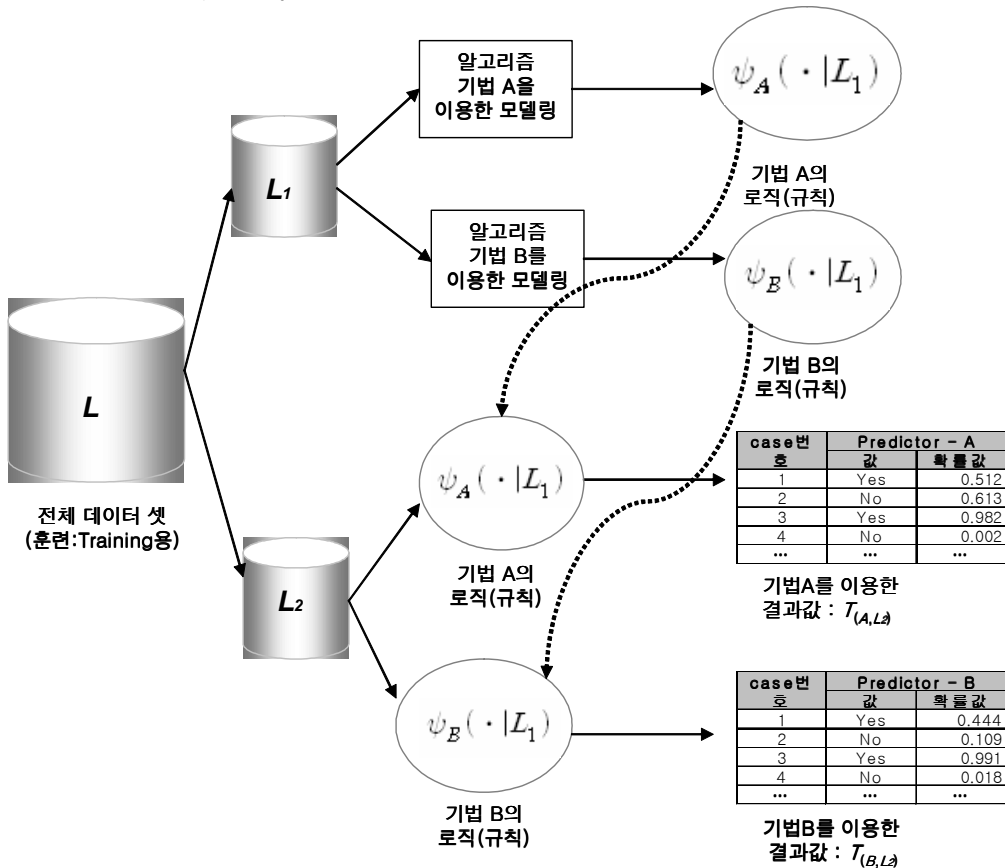 알고리즘
기법 A을
이용한 모델링
ψA( · |L1)
기법 A의
로직(규칙)
L1
알고리즘
기법 B를
이용한 모델링
ψB( · |L1)
기법 B의
로직(규칙)
L
전체 데이터 셋
(훈련:Training용)
ψA( · |L1)
기법 A의
로직(규칙)
case번호 Predictor - A
값 확률값
1 Yes 0.512
2 No 0.613
3 Yes 0.982
4 No 0.002
... ... ...
기법A를 이용한
결과값 : T(A,L2)
L2
ψB( · |L1)
기법 B의
로직(규칙)
case번호 Predictor - B
값 확률값
1 Yes 0.444
2 No 0.109
3 Yes 0.991
4 No 0.018
... ... ...
기법B를 이용한
결과값 : T(B,L2)